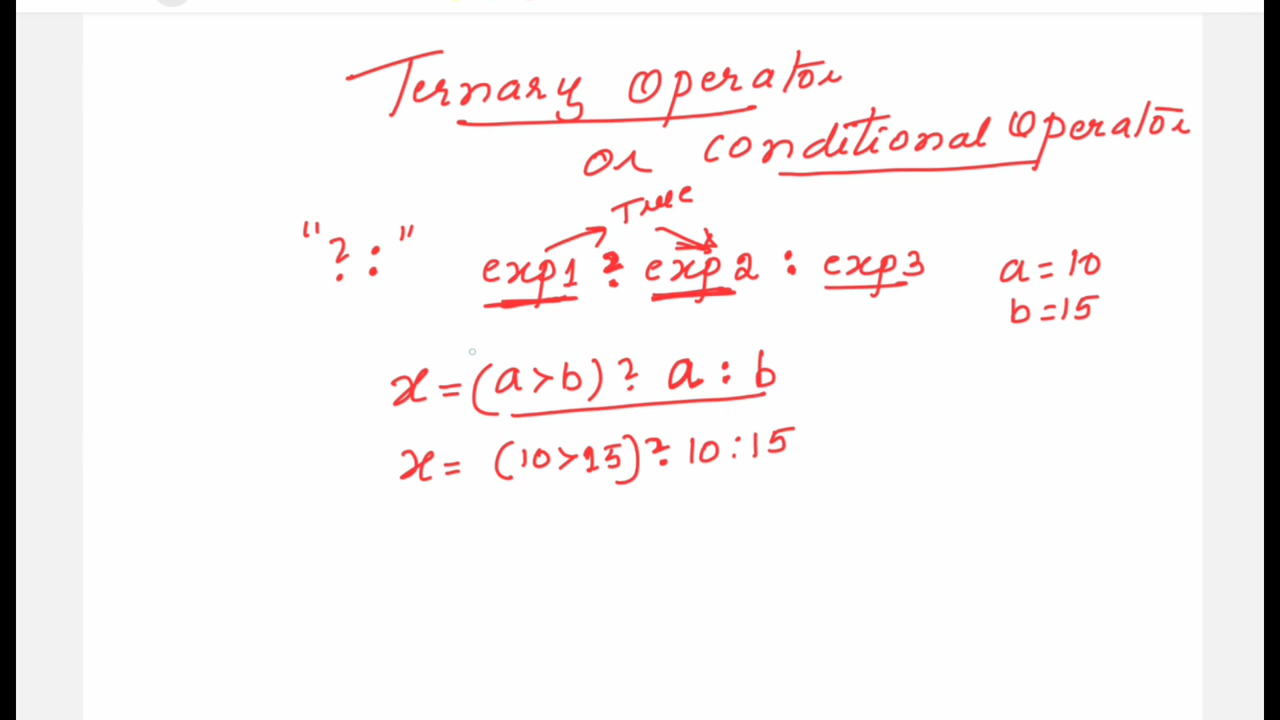 Ternary Operator
or conditional Operator
True
"?:"
exp1 ? exp2 : exp3
a=10
b=15
x=(a>b)? a : b
x= (10>15)? 10:15